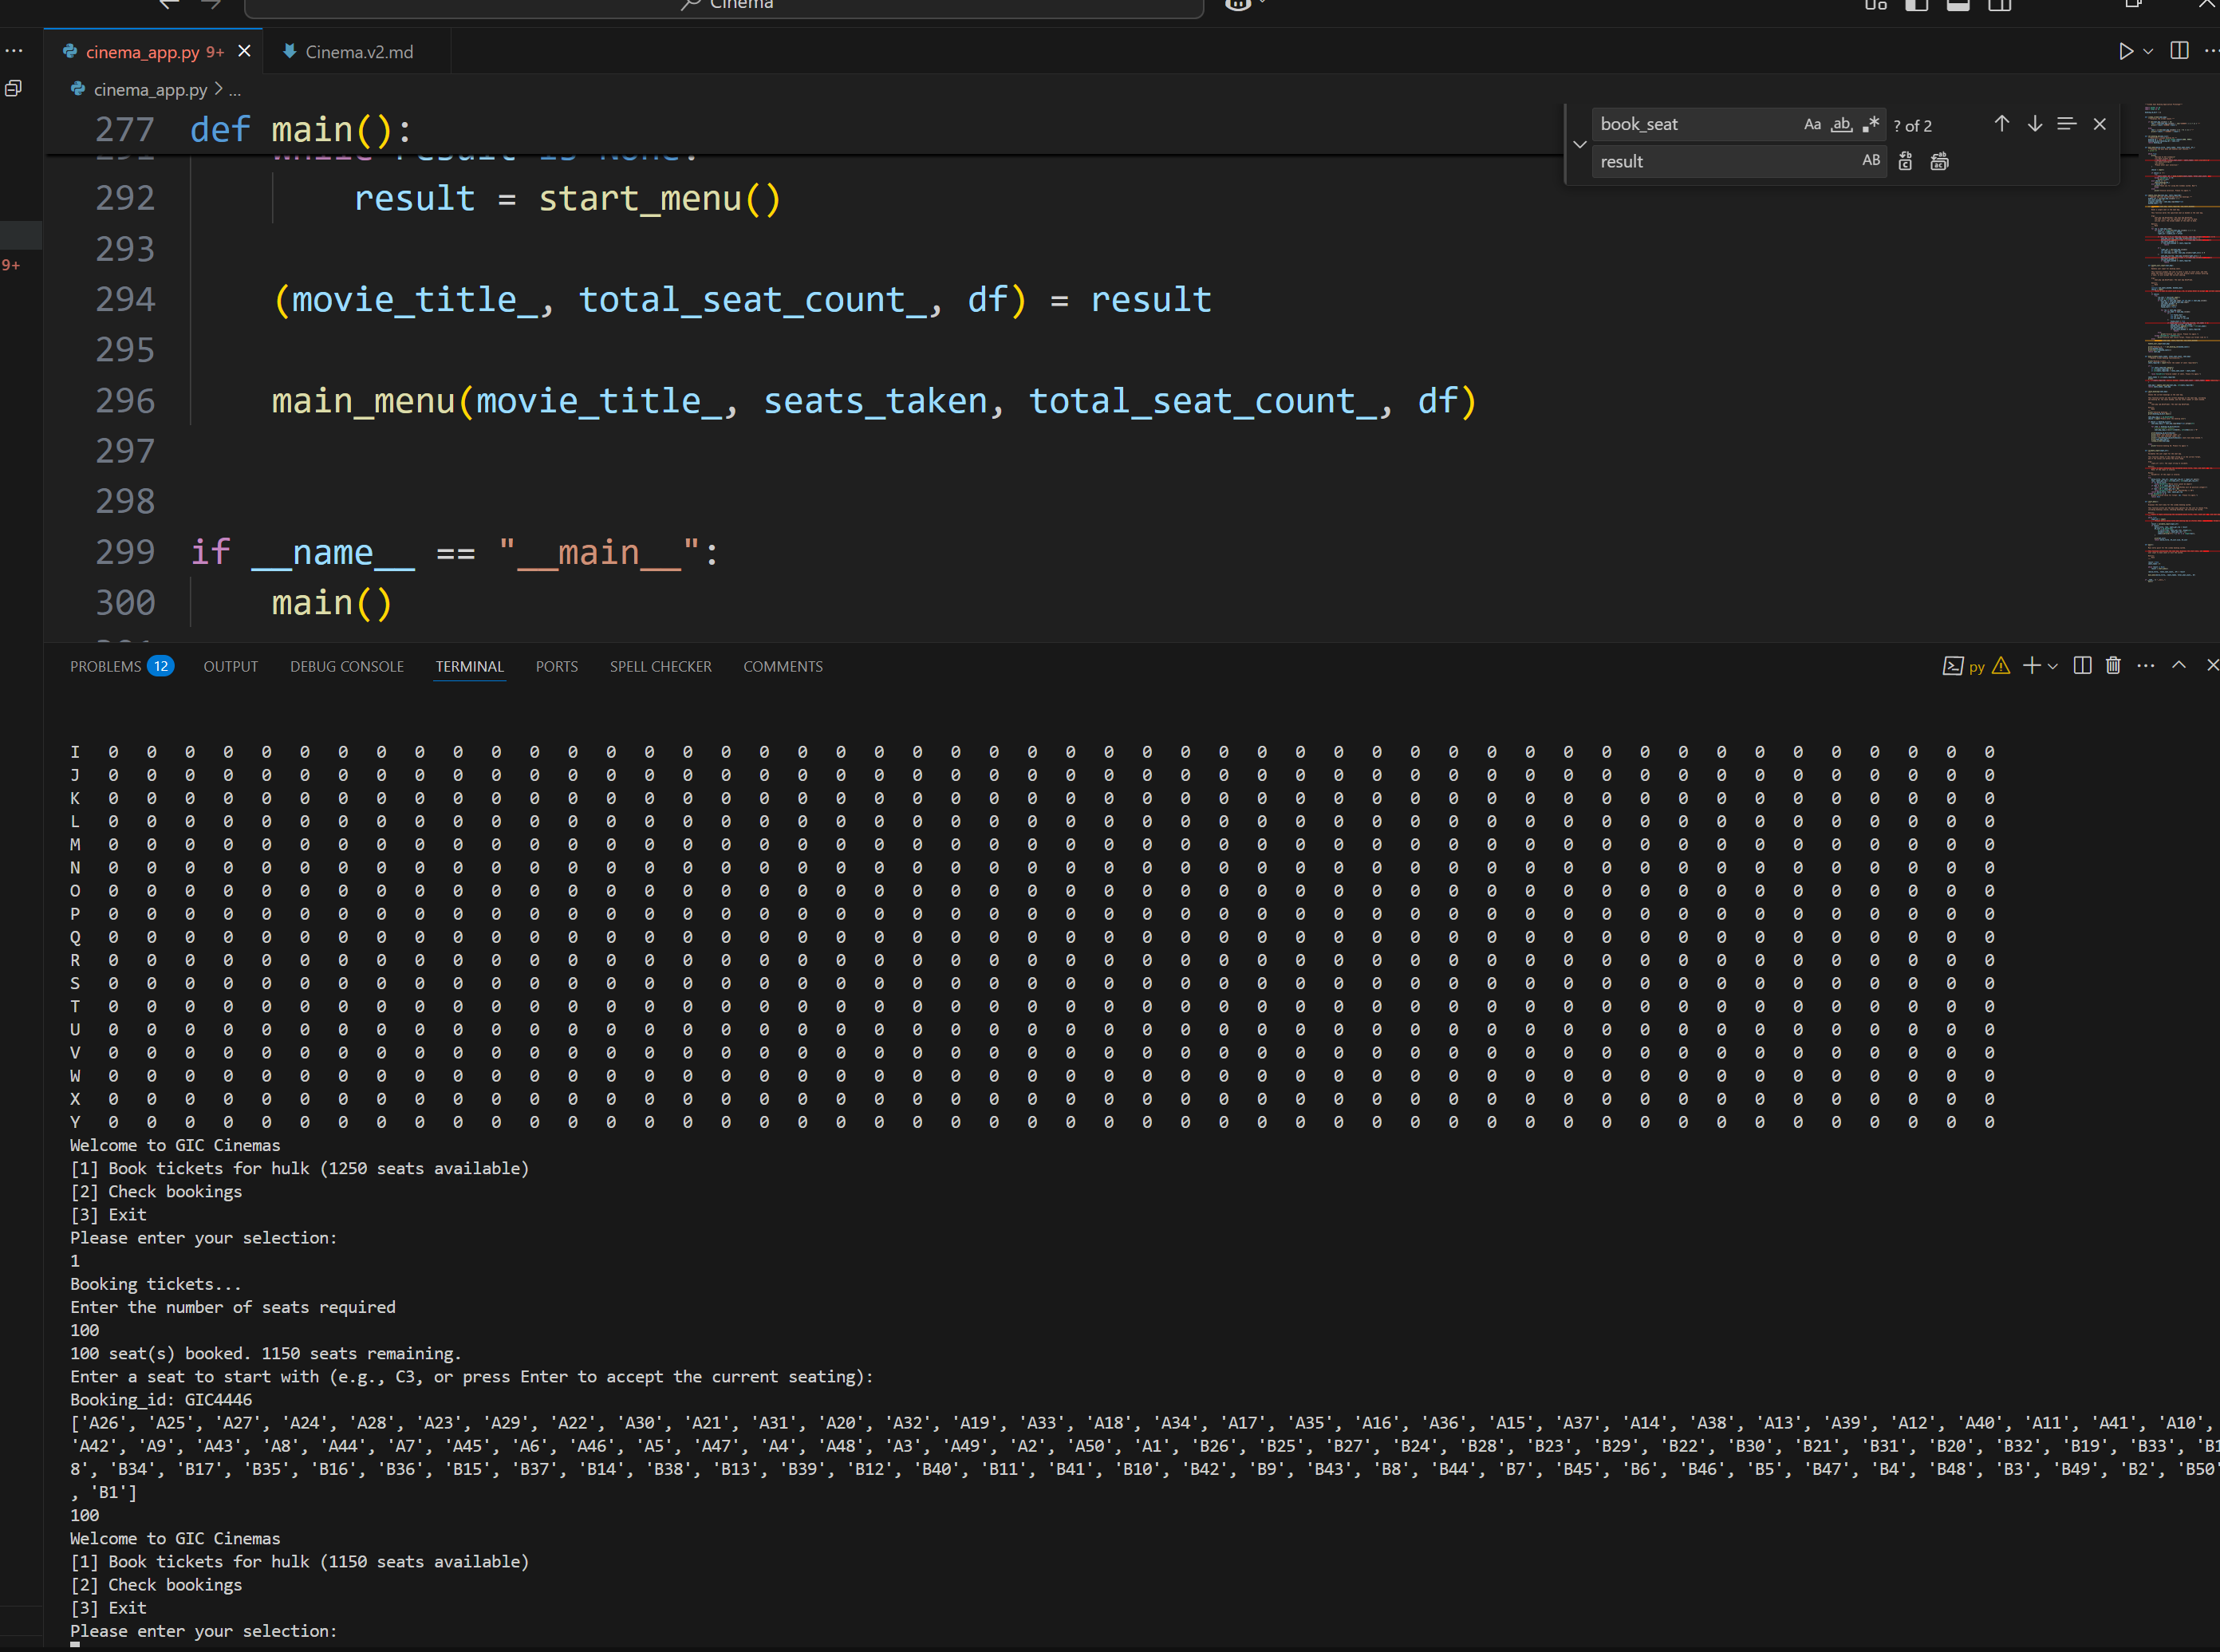 Cinema
cinema_app.py 9+
Cinema.v2.md
cinema_app.py > ...
277 def main():
book_seat
Aa ab .*
? of 2
result
AB
9+
292 result = start_menu()
293
294 (movie_title_, total_seat_count_, df) = result
295
296 main_menu(movie_title_, seats_taken, total_seat_count_, df)
297
298
299 if __name__ == "__main__":
300 main()
PROBLEMS 12 OUTPUT DEBUG CONSOLE TERMINAL PORTS SPELL CHECKER COMMENTS
py
I 0 0 0 0 0 0 0 0 0 0 0 0 0 0 0 0 0 0 0 0 0 0 0 0 0 0 0 0 0 0 0 0 0 0 0 0 0 0 0 0 0 0 0 0 0 0 0 0 0 0
J 0 0 0 0 0 0 0 0 0 0 0 0 0 0 0 0 0 0 0 0 0 0 0 0 0 0 0 0 0 0 0 0 0 0 0 0 0 0 0 0 0 0 0 0 0 0 0 0 0 0
K 0 0 0 0 0 0 0 0 0 0 0 0 0 0 0 0 0 0 0 0 0 0 0 0 0 0 0 0 0 0 0 0 0 0 0 0 0 0 0 0 0 0 0 0 0 0 0 0 0 0
L 0 0 0 0 0 0 0 0 0 0 0 0 0 0 0 0 0 0 0 0 0 0 0 0 0 0 0 0 0 0 0 0 0 0 0 0 0 0 0 0 0 0 0 0 0 0 0 0 0 0
M 0 0 0 0 0 0 0 0 0 0 0 0 0 0 0 0 0 0 0 0 0 0 0 0 0 0 0 0 0 0 0 0 0 0 0 0 0 0 0 0 0 0 0 0 0 0 0 0 0 0
N 0 0 0 0 0 0 0 0 0 0 0 0 0 0 0 0 0 0 0 0 0 0 0 0 0 0 0 0 0 0 0 0 0 0 0 0 0 0 0 0 0 0 0 0 0 0 0 0 0 0
O 0 0 0 0 0 0 0 0 0 0 0 0 0 0 0 0 0 0 0 0 0 0 0 0 0 0 0 0 0 0 0 0 0 0 0 0 0 0 0 0 0 0 0 0 0 0 0 0 0 0
P 0 0 0 0 0 0 0 0 0 0 0 0 0 0 0 0 0 0 0 0 0 0 0 0 0 0 0 0 0 0 0 0 0 0 0 0 0 0 0 0 0 0 0 0 0 0 0 0 0 0
Q 0 0 0 0 0 0 0 0 0 0 0 0 0 0 0 0 0 0 0 0 0 0 0 0 0 0 0 0 0 0 0 0 0 0 0 0 0 0 0 0 0 0 0 0 0 0 0 0 0 0
R 0 0 0 0 0 0 0 0 0 0 0 0 0 0 0 0 0 0 0 0 0 0 0 0 0 0 0 0 0 0 0 0 0 0 0 0 0 0 0 0 0 0 0 0 0 0 0 0 0 0
S 0 0 0 0 0 0 0 0 0 0 0 0 0 0 0 0 0 0 0 0 0 0 0 0 0 0 0 0 0 0 0 0 0 0 0 0 0 0 0 0 0 0 0 0 0 0 0 0 0 0
T 0 0 0 0 0 0 0 0 0 0 0 0 0 0 0 0 0 0 0 0 0 0 0 0 0 0 0 0 0 0 0 0 0 0 0 0 0 0 0 0 0 0 0 0 0 0 0 0 0 0
U 0 0 0 0 0 0 0 0 0 0 0 0 0 0 0 0 0 0 0 0 0 0 0 0 0 0 0 0 0 0 0 0 0 0 0 0 0 0 0 0 0 0 0 0 0 0 0 0 0 0
V 0 0 0 0 0 0 0 0 0 0 0 0 0 0 0 0 0 0 0 0 0 0 0 0 0 0 0 0 0 0 0 0 0 0 0 0 0 0 0 0 0 0 0 0 0 0 0 0 0 0
W 0 0 0 0 0 0 0 0 0 0 0 0 0 0 0 0 0 0 0 0 0 0 0 0 0 0 0 0 0 0 0 0 0 0 0 0 0 0 0 0 0 0 0 0 0 0 0 0 0 0
X 0 0 0 0 0 0 0 0 0 0 0 0 0 0 0 0 0 0 0 0 0 0 0 0 0 0 0 0 0 0 0 0 0 0 0 0 0 0 0 0 0 0 0 0 0 0 0 0 0 0
Y 0 0 0 0 0 0 0 0 0 0 0 0 0 0 0 0 0 0 0 0 0 0 0 0 0 0 0 0 0 0 0 0 0 0 0 0 0 0 0 0 0 0 0 0 0 0 0 0 0 0
Welcome to GIC Cinemas
[1] Book tickets for hulk (1250 seats available)
[2] Check bookings
[3] Exit
Please enter your selection:
1
Booking tickets...
Enter the number of seats required
100
100 seat(s) booked. 1150 seats remaining.
Enter a seat to start with (e.g., C3, or press Enter to accept the current seating):
Booking_id: GIC4446
['A26', 'A25', 'A27', 'A24', 'A28', 'A23', 'A29', 'A22', 'A30', 'A21', 'A31', 'A20', 'A32', 'A19', 'A33', 'A18', 'A34', 'A17', 'A35', 'A16', 'A36', 'A15', 'A37', 'A14', 'A38', 'A13', 'A39', 'A12', 'A40', 'A11', 'A41', 'A10',
'A42', 'A9', 'A43', 'A8', 'A44', 'A7', 'A45', 'A6', 'A46', 'A5', 'A47', 'A4', 'A48', 'A3', 'A49', 'A2', 'A50', 'A1', 'B26', 'B25', 'B27', 'B24', 'B28', 'B23', 'B29', 'B22', 'B30', 'B21', 'B31', 'B20', 'B32', 'B19', 'B33', 'B1
8', 'B34', 'B17', 'B35', 'B16', 'B36', 'B15', 'B37', 'B14', 'B38', 'B13', 'B39', 'B12', 'B40', 'B11', 'B41', 'B10', 'B42', 'B9', 'B43', 'B8', 'B44', 'B7', 'B45', 'B6', 'B46', 'B5', 'B47', 'B4', 'B48', 'B3', 'B49', 'B2', 'B50'
, 'B1']
100
Welcome to GIC Cinemas
[1] Book tickets for hulk (1150 seats available)
[2] Check bookings
[3] Exit
Please enter your selection: